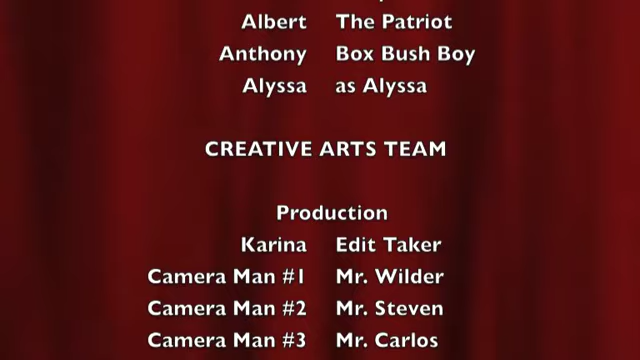 Albert The Patriot
Anthony Box Bush Boy
Alyssa as Alyssa
CREATIVE ARTS TEAM
Production
Karina Edit Taker
Camera Man #1 Mr. Wilder
Camera Man #2 Mr. Steven
Camera Man #3 Mr. Carlos